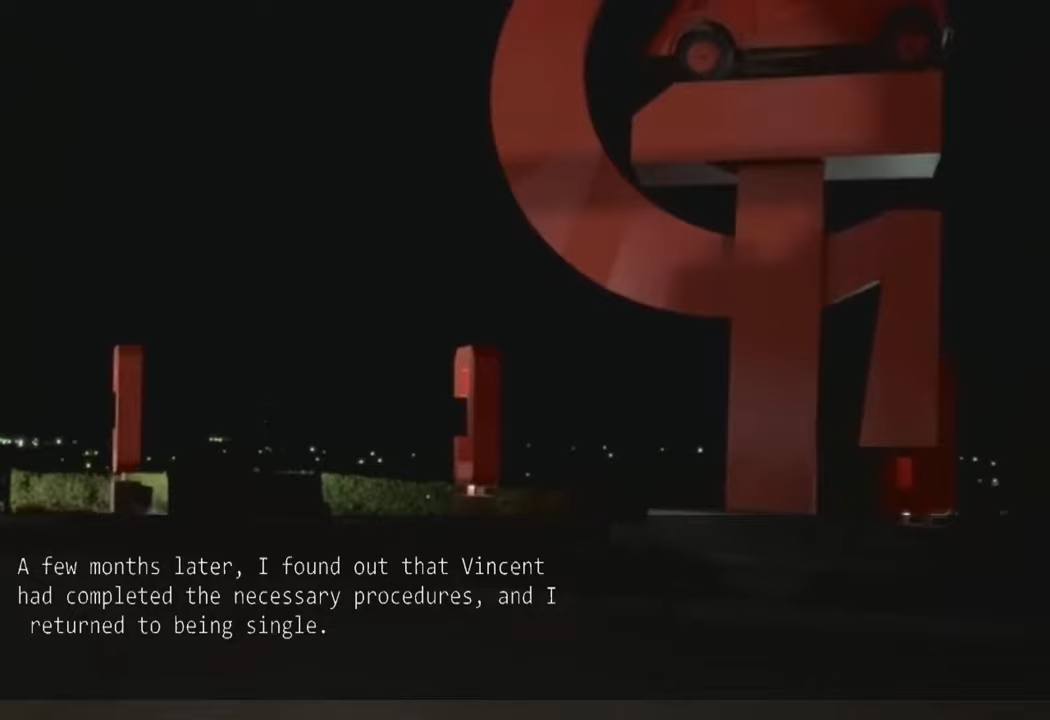 A few months later, I found out that Vincent
had completed the necessary procedures, and I
returned to being single.